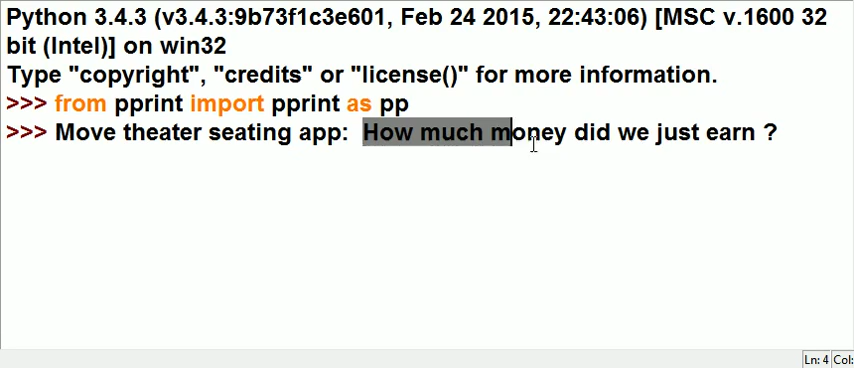 Python 3.4.3 (v3.4.3:9b73f1c3e601, Feb 24 2015, 22:43:06) [MSC v.1600 32
bit (Intel)] on win32
Type "copyright", "credits" or "license()" for more information.
>>> from pprint import pprint as pp
>>> Move theater seating app:  How much money did we just earn ?
Ln: 4 Col: